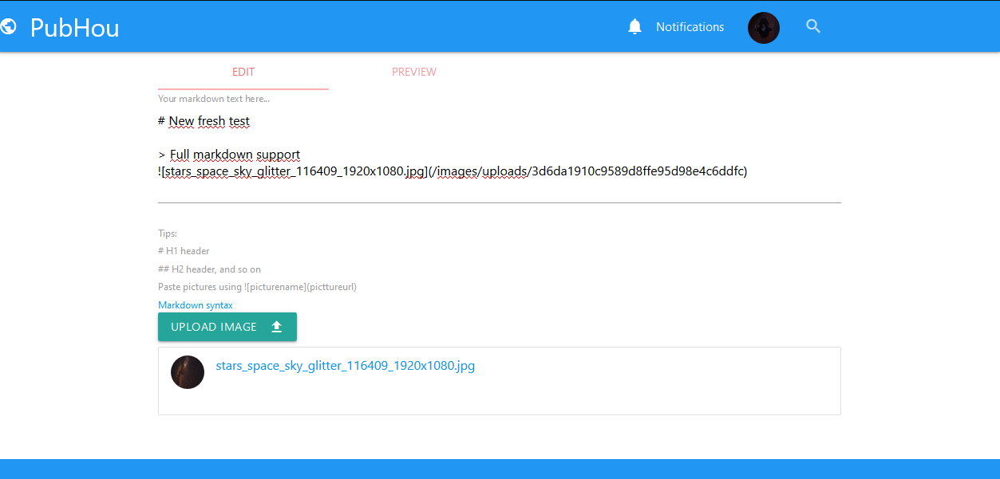 PubHou
Notifications
EDIT
PREVIEW
Your markdown text here...
# New fresh test
> Full markdown support
![stars_space_sky_glitter_116409_1920x1080.jpg](/images/uploads/3d6da1910c9589d8ffe95d98e4c6ddfc)
Tips:
# H1 header
## H2 header, and so on
Paste pictures using ![picturename](picttureurl)
Markdown syntax
UPLOAD IMAGE
stars_space_sky_glitter_116409_1920x1080.jpg